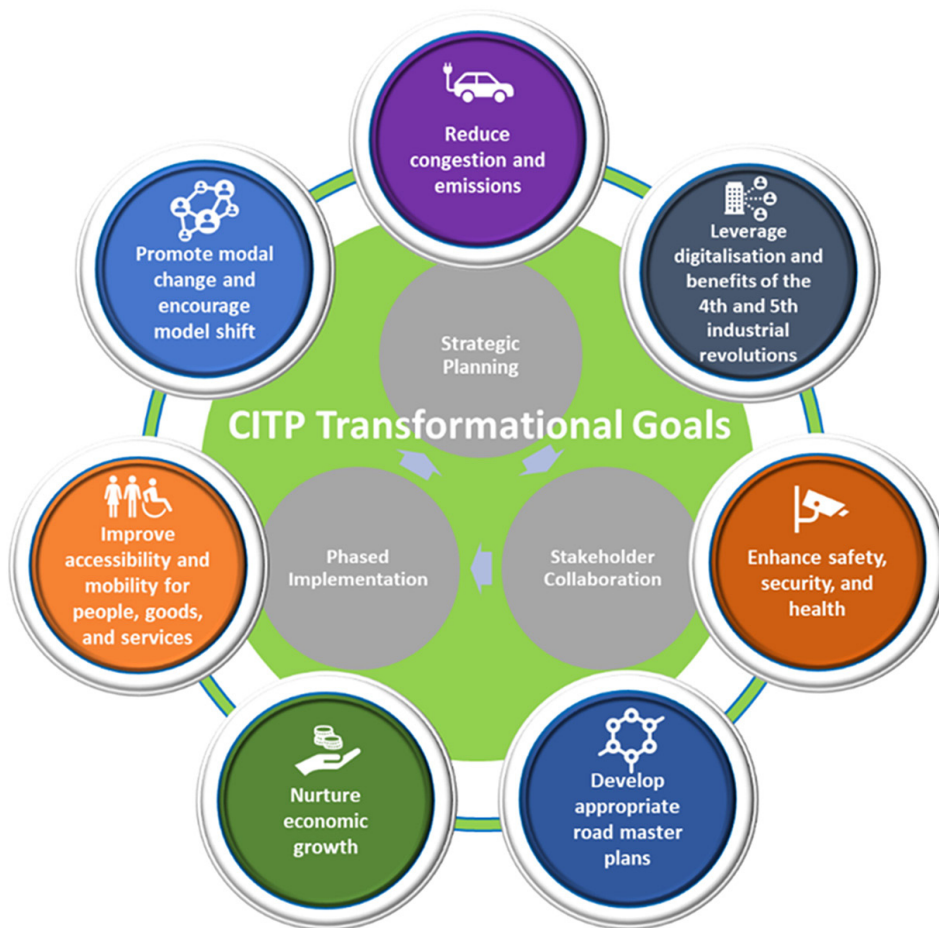 Reduce
congestion and
emissions
Leverage
digitalisation and
benefits of the
4th and 5th
industrial
revolutions
Enhance safety,
security, and
health
Develop
appropriate
road master
plans
Nurture
economic
growth
Improve
accessibility and
mobility for
people, goods,
and services
Promote modal
change and
encourage
model shift
CITP Transformational Goals
Strategic
Planning
Stakeholder
Collaboration
Phased
Implementation